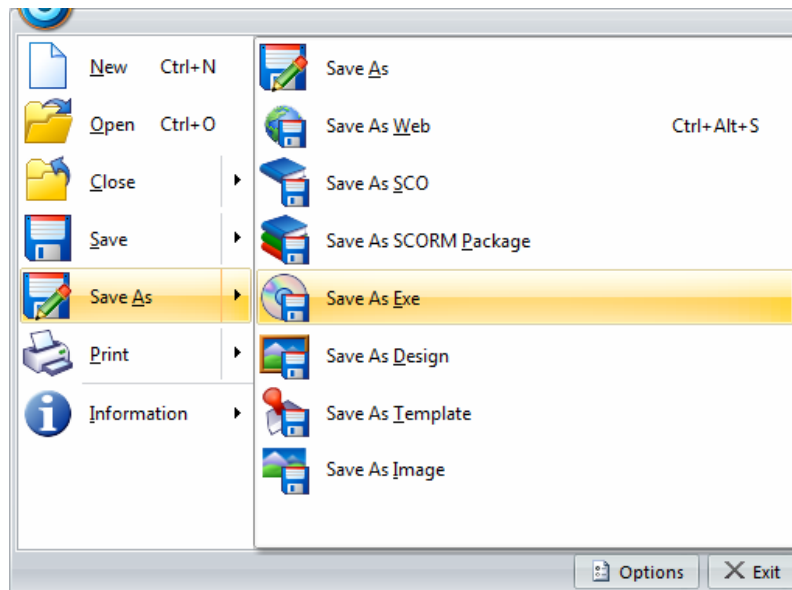 New Ctrl+N
Open Ctrl+O
Close
Save
Save As
Print
Information
Save As
Save As Web Ctrl+Alt+S
Save As SCO
Save As SCORM Package
Save As Exe
Save As Design
Save As Template
Save As Image
Options
Exit